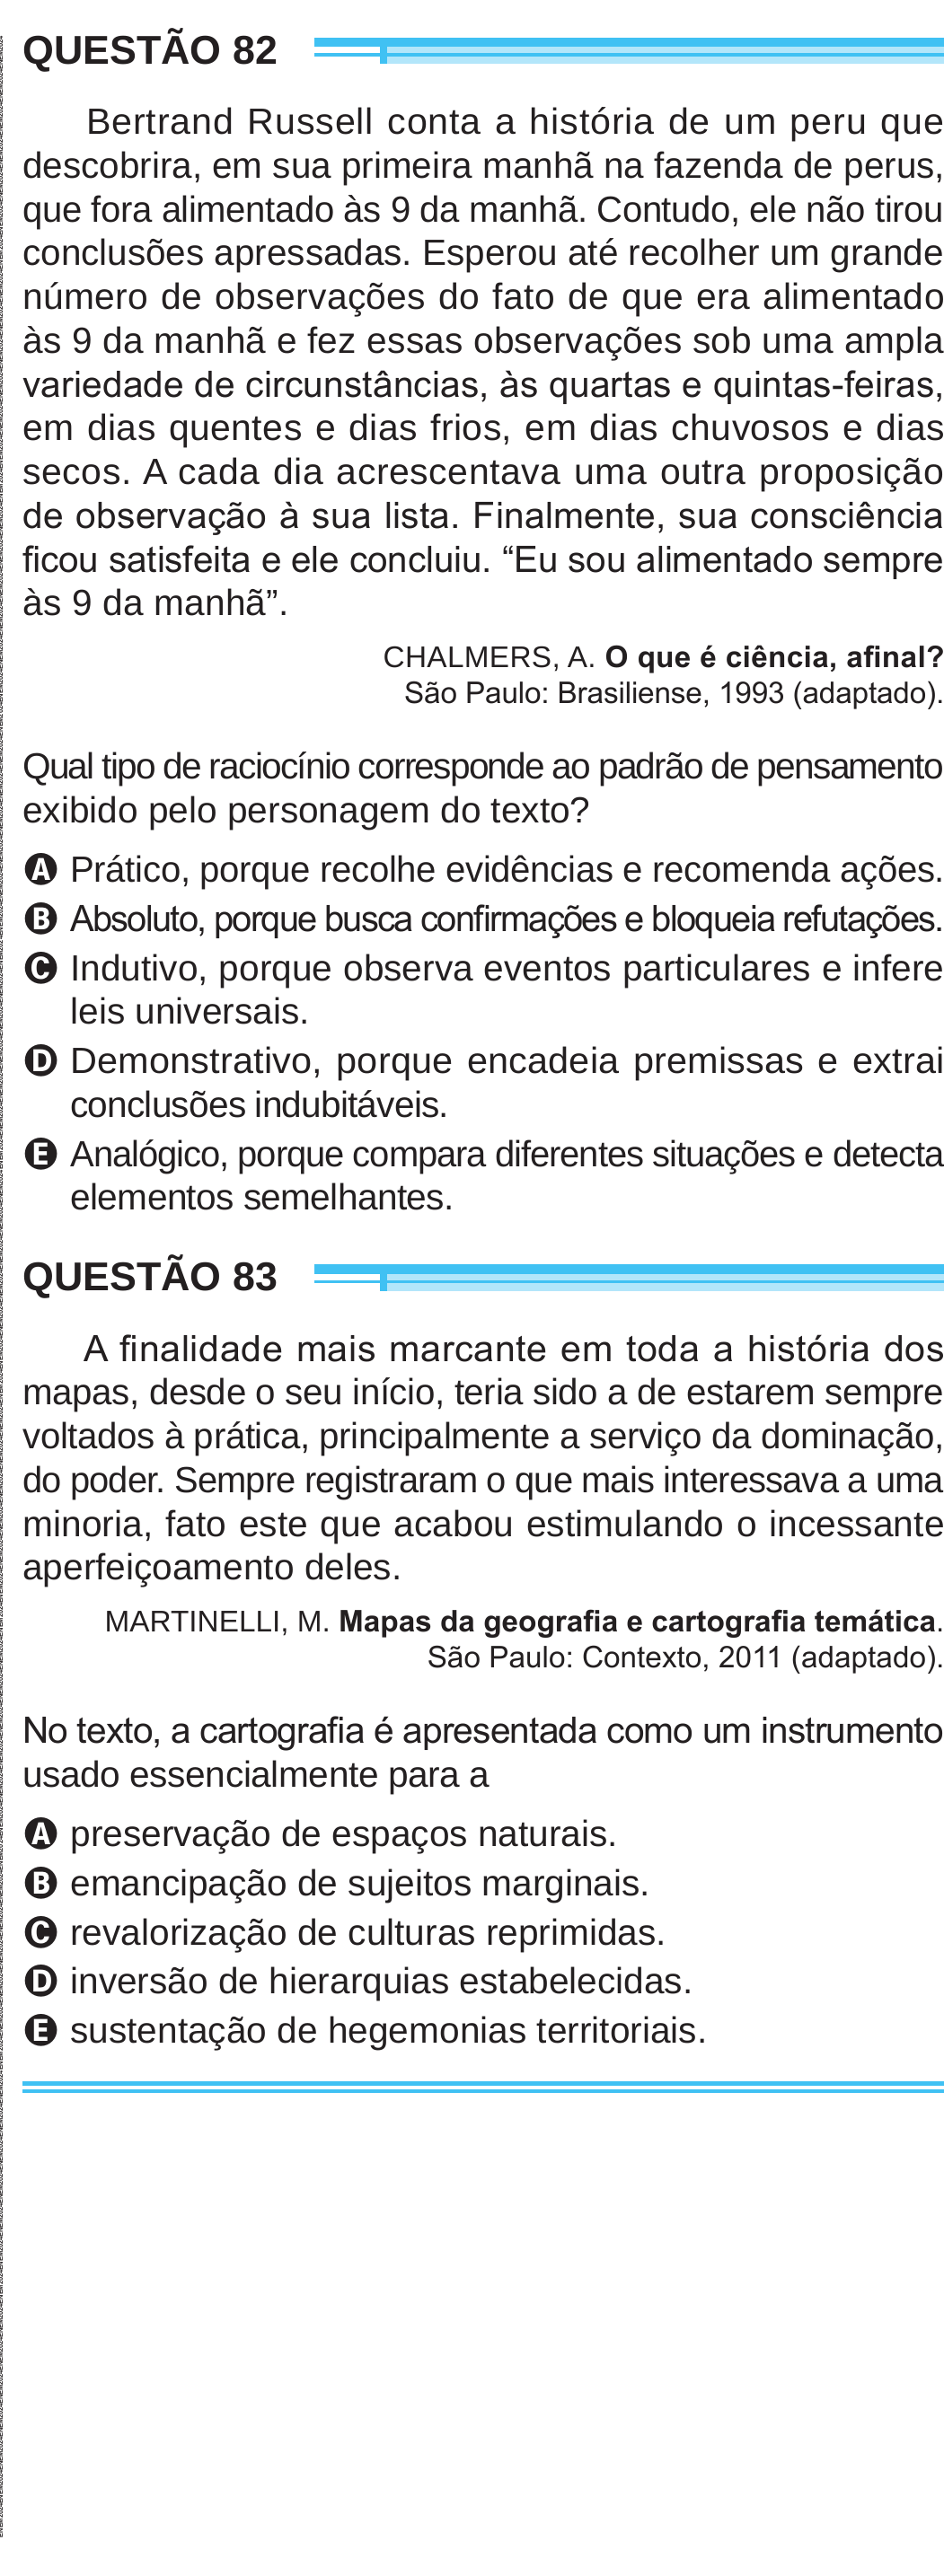 QUESTÃO 82
Bertrand Russell conta a história de um peru que
descobrira, em sua primeira manhã na fazenda de perus,
que fora alimentado às 9 da manhã. Contudo, ele não tirou
conclusões apressadas. Esperou até recolher um grande
número de observações do fato de que era alimentado
às 9 da manhã e fez essas observações sob uma ampla
variedade de circunstâncias, às quartas e quintas-feiras,
em dias quentes e dias frios, em dias chuvosos e dias
secos. A cada dia acrescentava uma outra proposição
de observação à sua lista. Finalmente, sua consciência
ficou satisfeita e ele concluiu. “Eu sou alimentado sempre
às 9 da manhã”.
CHALMERS, A. O que é ciência, afinal?
São Paulo: Brasiliense, 1993 (adaptado).
Qual tipo de raciocínio corresponde ao padrão de pensamento
exibido pelo personagem do texto?
A Prático, porque recolhe evidências e recomenda ações.
B Absoluto, porque busca confirmações e bloqueia refutações.
C Indutivo, porque observa eventos particulares e infere
leis universais.
D Demonstrativo, porque encadeia premissas e extrai
conclusões indubitáveis.
E Analógico, porque compara diferentes situações e detecta
elementos semelhantes.
QUESTÃO 83
A finalidade mais marcante em toda a história dos
mapas, desde o seu início, teria sido a de estarem sempre
voltados à prática, principalmente a serviço da dominação,
do poder. Sempre registraram o que mais interessava a uma
minoria, fato este que acabou estimulando o incessante
aperfeiçoamento deles.
MARTINELLI, M. Mapas da geografia e cartografia temática.
São Paulo: Contexto, 2011 (adaptado).
No texto, a cartografia é apresentada como um instrumento
usado essencialmente para a
A preservação de espaços naturais.
B emancipação de sujeitos marginais.
C revalorização de culturas reprimidas.
D inversão de hierarquias estabelecidas.
E sustentação de hegemonias territoriais.